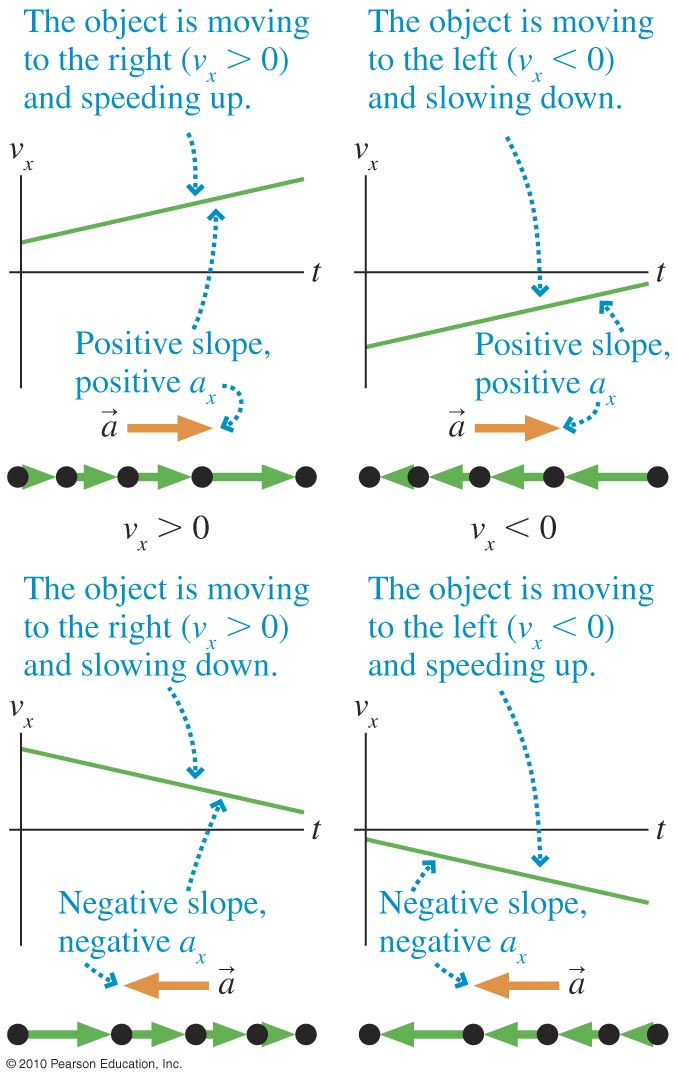 The object is moving
to the right (vₓ > 0)
and speeding up.
vₓ
t
Positive slope,
positive aₓ
a⃗
vₓ > 0
The object is moving
to the left (vₓ < 0)
and slowing down.
vₓ
t
Positive slope,
positive aₓ
a⃗
vₓ < 0
The object is moving
to the right (vₓ > 0)
and slowing down.
vₓ
t
Negative slope,
negative aₓ
a⃗
The object is moving
to the left (vₓ < 0)
and speeding up.
vₓ
t
Negative slope,
negative aₓ
a⃗
© 2010 Pearson Education, Inc.